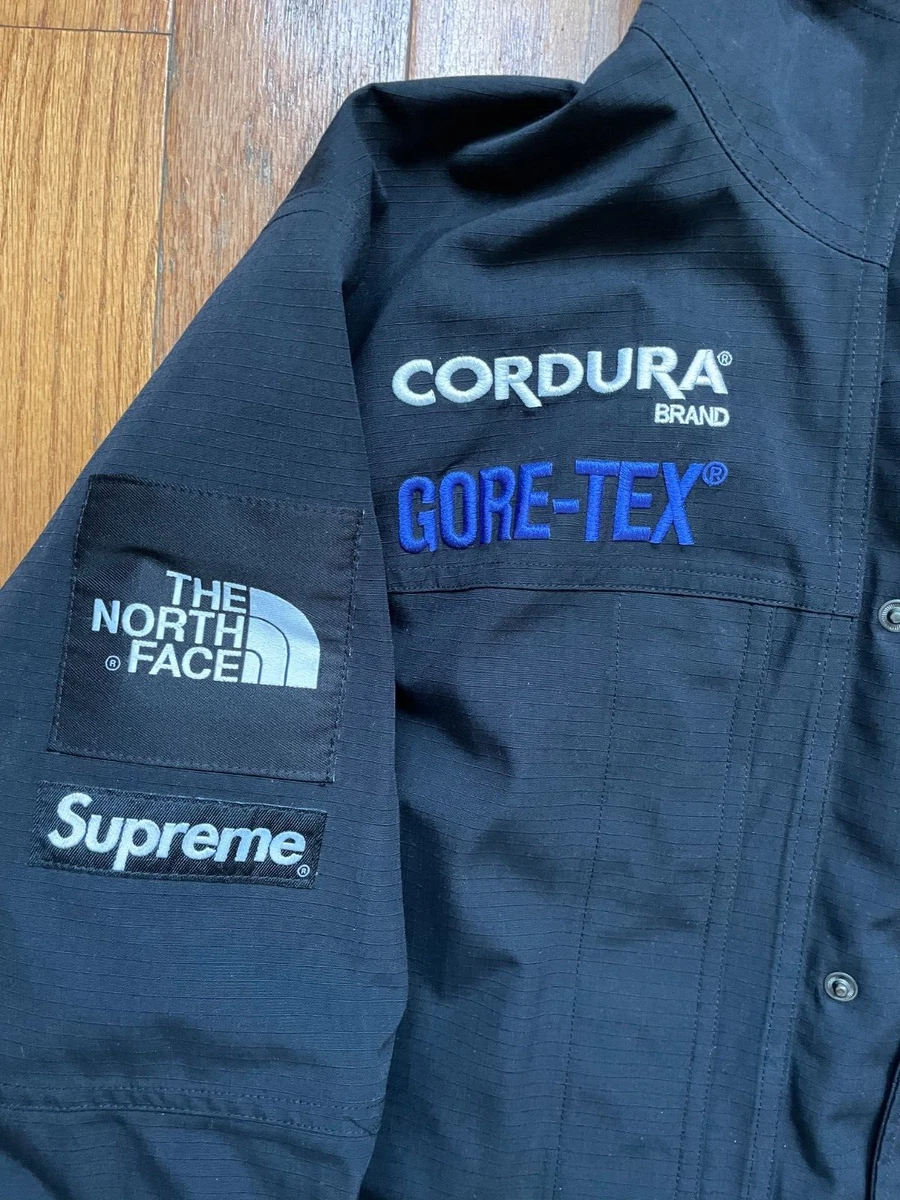 CORDURA®
BRAND
GORE-TEX®
THE
NORTH
® FACE
Supreme®